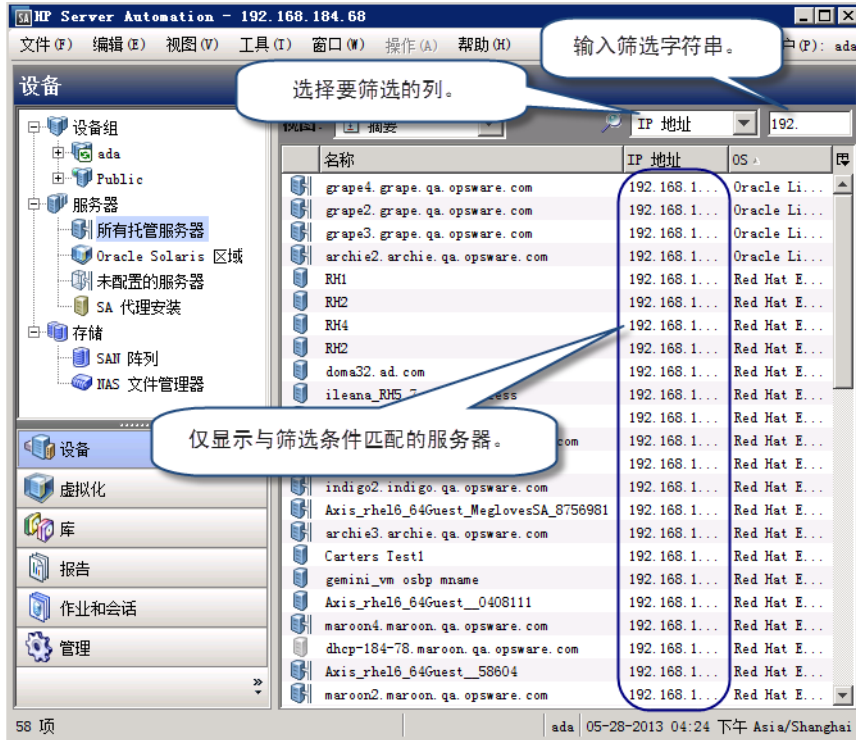 HP Server Automation - 192.168.184.68
文件(F) 编辑(E) 视图(V) 工具(I) 窗口(W) 操作(A) 帮助(H) 户(P): ada
输入筛选字符串。
设备
选择要筛选的列。
视图: 摘要 IP 地址 192.
设备组
ada
Public
服务器
所有托管服务器
Oracle Solaris 区域
未配置的服务器
SA 代理安装
存储
SAN 阵列
NAS 文件管理器
设备
虚拟化
库
报告
作业和会话
管理
名称 IP 地址 OS
grape4.grape.qa.opsware.com 192.168.1... Oracle Li...
grape2.grape.qa.opsware.com 192.168.1... Oracle Li...
grape3.grape.qa.opsware.com 192.168.1... Oracle Li...
archie2.archie.qa.opsware.com 192.168.1... Oracle Li...
RH1 192.168.1... Red Hat E...
RH2 192.168.1... Red Hat E...
RH4 192.168.1... Red Hat E...
RH2 192.168.1... Red Hat E...
doma32.ad.com 192.168.1... Red Hat E...
ileana_RH5_7 ess 192.168.1... Red Hat E...
192.168.1... Red Hat E...
仅显示与筛选条件匹配的服务器。
com 192.168.1... Red Hat E...
192.168.1... Red Hat E...
indigo2.indigo.qa.opsware.com 192.168.1... Red Hat E...
Axis_rhel6_64Guest_MeglovesSA_8756981 192.168.1... Red Hat E...
archie3.archie.qa.opsware.com 192.168.1... Red Hat E...
Carters Test1 192.168.1... Red Hat E...
gemini_vm osbp mname 192.168.1... Red Hat E...
Axis_rhel6_64Guest__0408111 192.168.1... Red Hat E...
maroon4.maroon.qa.opsware.com 192.168.1... Red Hat E...
dhcp-184-78.maroon.qa.opsware.com 192.168.1... Red Hat E...
Axis_rhel6_64Guest__58604 192.168.1... Red Hat E...
maroon2.maroon.qa.opsware.com 192.168.1... Red Hat E...
58 项 ada 05-28-2013 04:24 下午 Asia/Shanghai